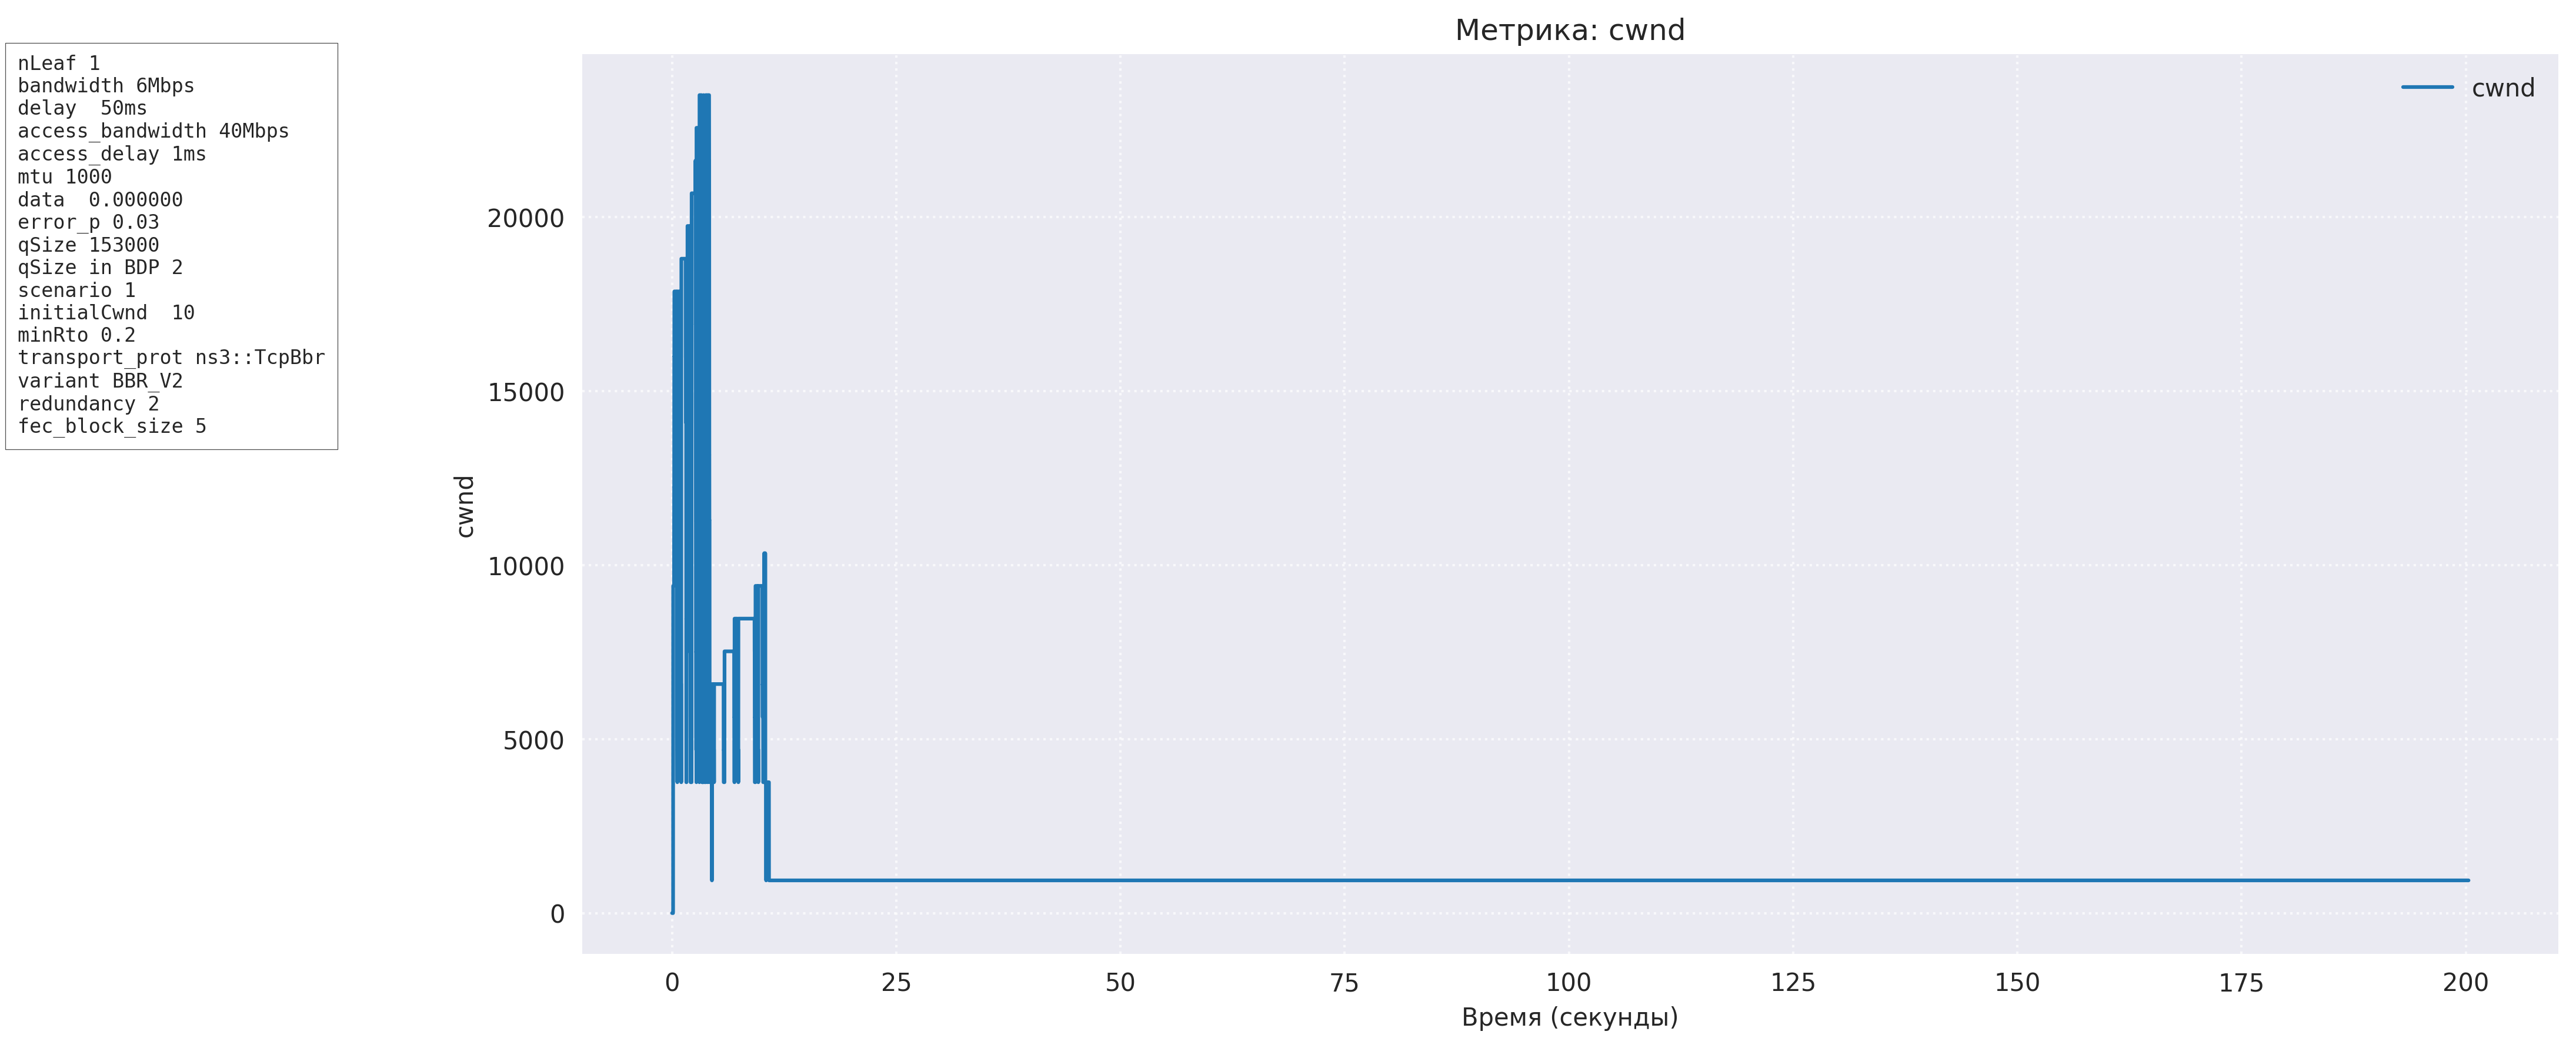 Метрика: cwnd
nLeaf 1
bandwidth 6Mbps
delay  50ms
access_bandwidth 40Mbps
access_delay 1ms
mtu 1000
data  0.000000
error_p 0.03
qSize 153000
qSize in BDP 2
scenario 1
initialCwnd  10
minRto 0.2
transport_prot ns3::TcpBbr
variant BBR_V2
redundancy 2
fec_block_size 5
cwnd
cwnd
20000
15000
10000
5000
0
0 25 50 75 100 125 150 175 200
Время (секунды)